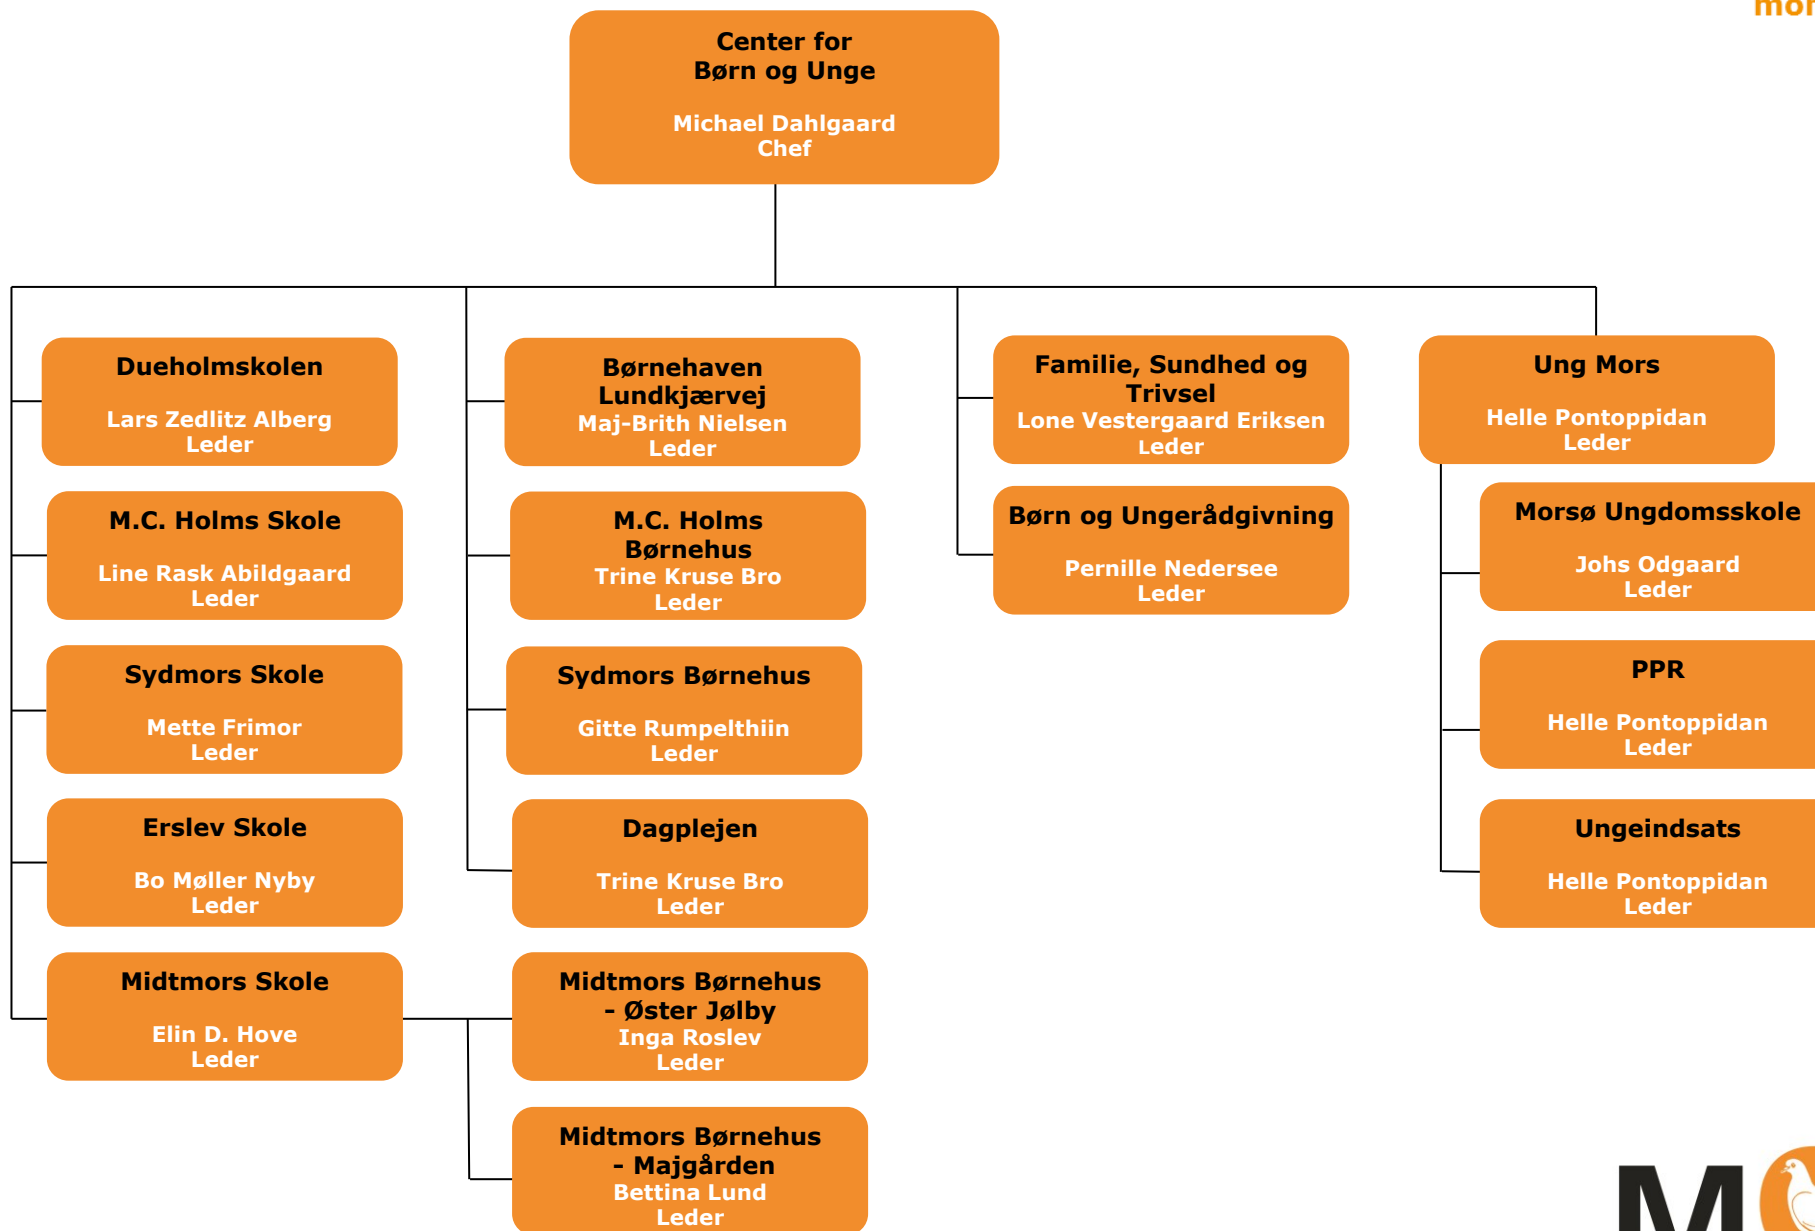 Center for
Børn og Unge
Michael Dahlgaard
Chef
Dueholmskolen
Lars Zedlitz Alberg
Leder
M.C. Holms Skole
Line Rask Abildgaard
Leder
Sydmors Skole
Mette Frimor
Leder
Erslev Skole
Bo Møller Nyby
Leder
Midtmors Skole
Elin D. Hove
Leder
Børnehaven
Lundkjærvej
Maj-Brith Nielsen
Leder
M.C. Holms
Børnehus
Trine Kruse Bro
Leder
Sydmors Børnehus
Gitte Rumpelthiin
Leder
Dagplejen
Trine Kruse Bro
Leder
Midtmors Børnehus
- Øster Jølby
Inga Roslev
Leder
Midtmors Børnehus
- Majgården
Bettina Lund
Leder
Familie, Sundhed og
Trivsel
Lone Vestergaard Eriksen
Leder
Børn og Ungerådgivning
Pernille Nedersee
Leder
Ung Mors
Helle Pontoppidan
Leder
Morsø Ungdomsskole
Johs Odgaard
Leder
PPR
Helle Pontoppidan
Leder
Ungeindsats
Helle Pontoppidan
Leder